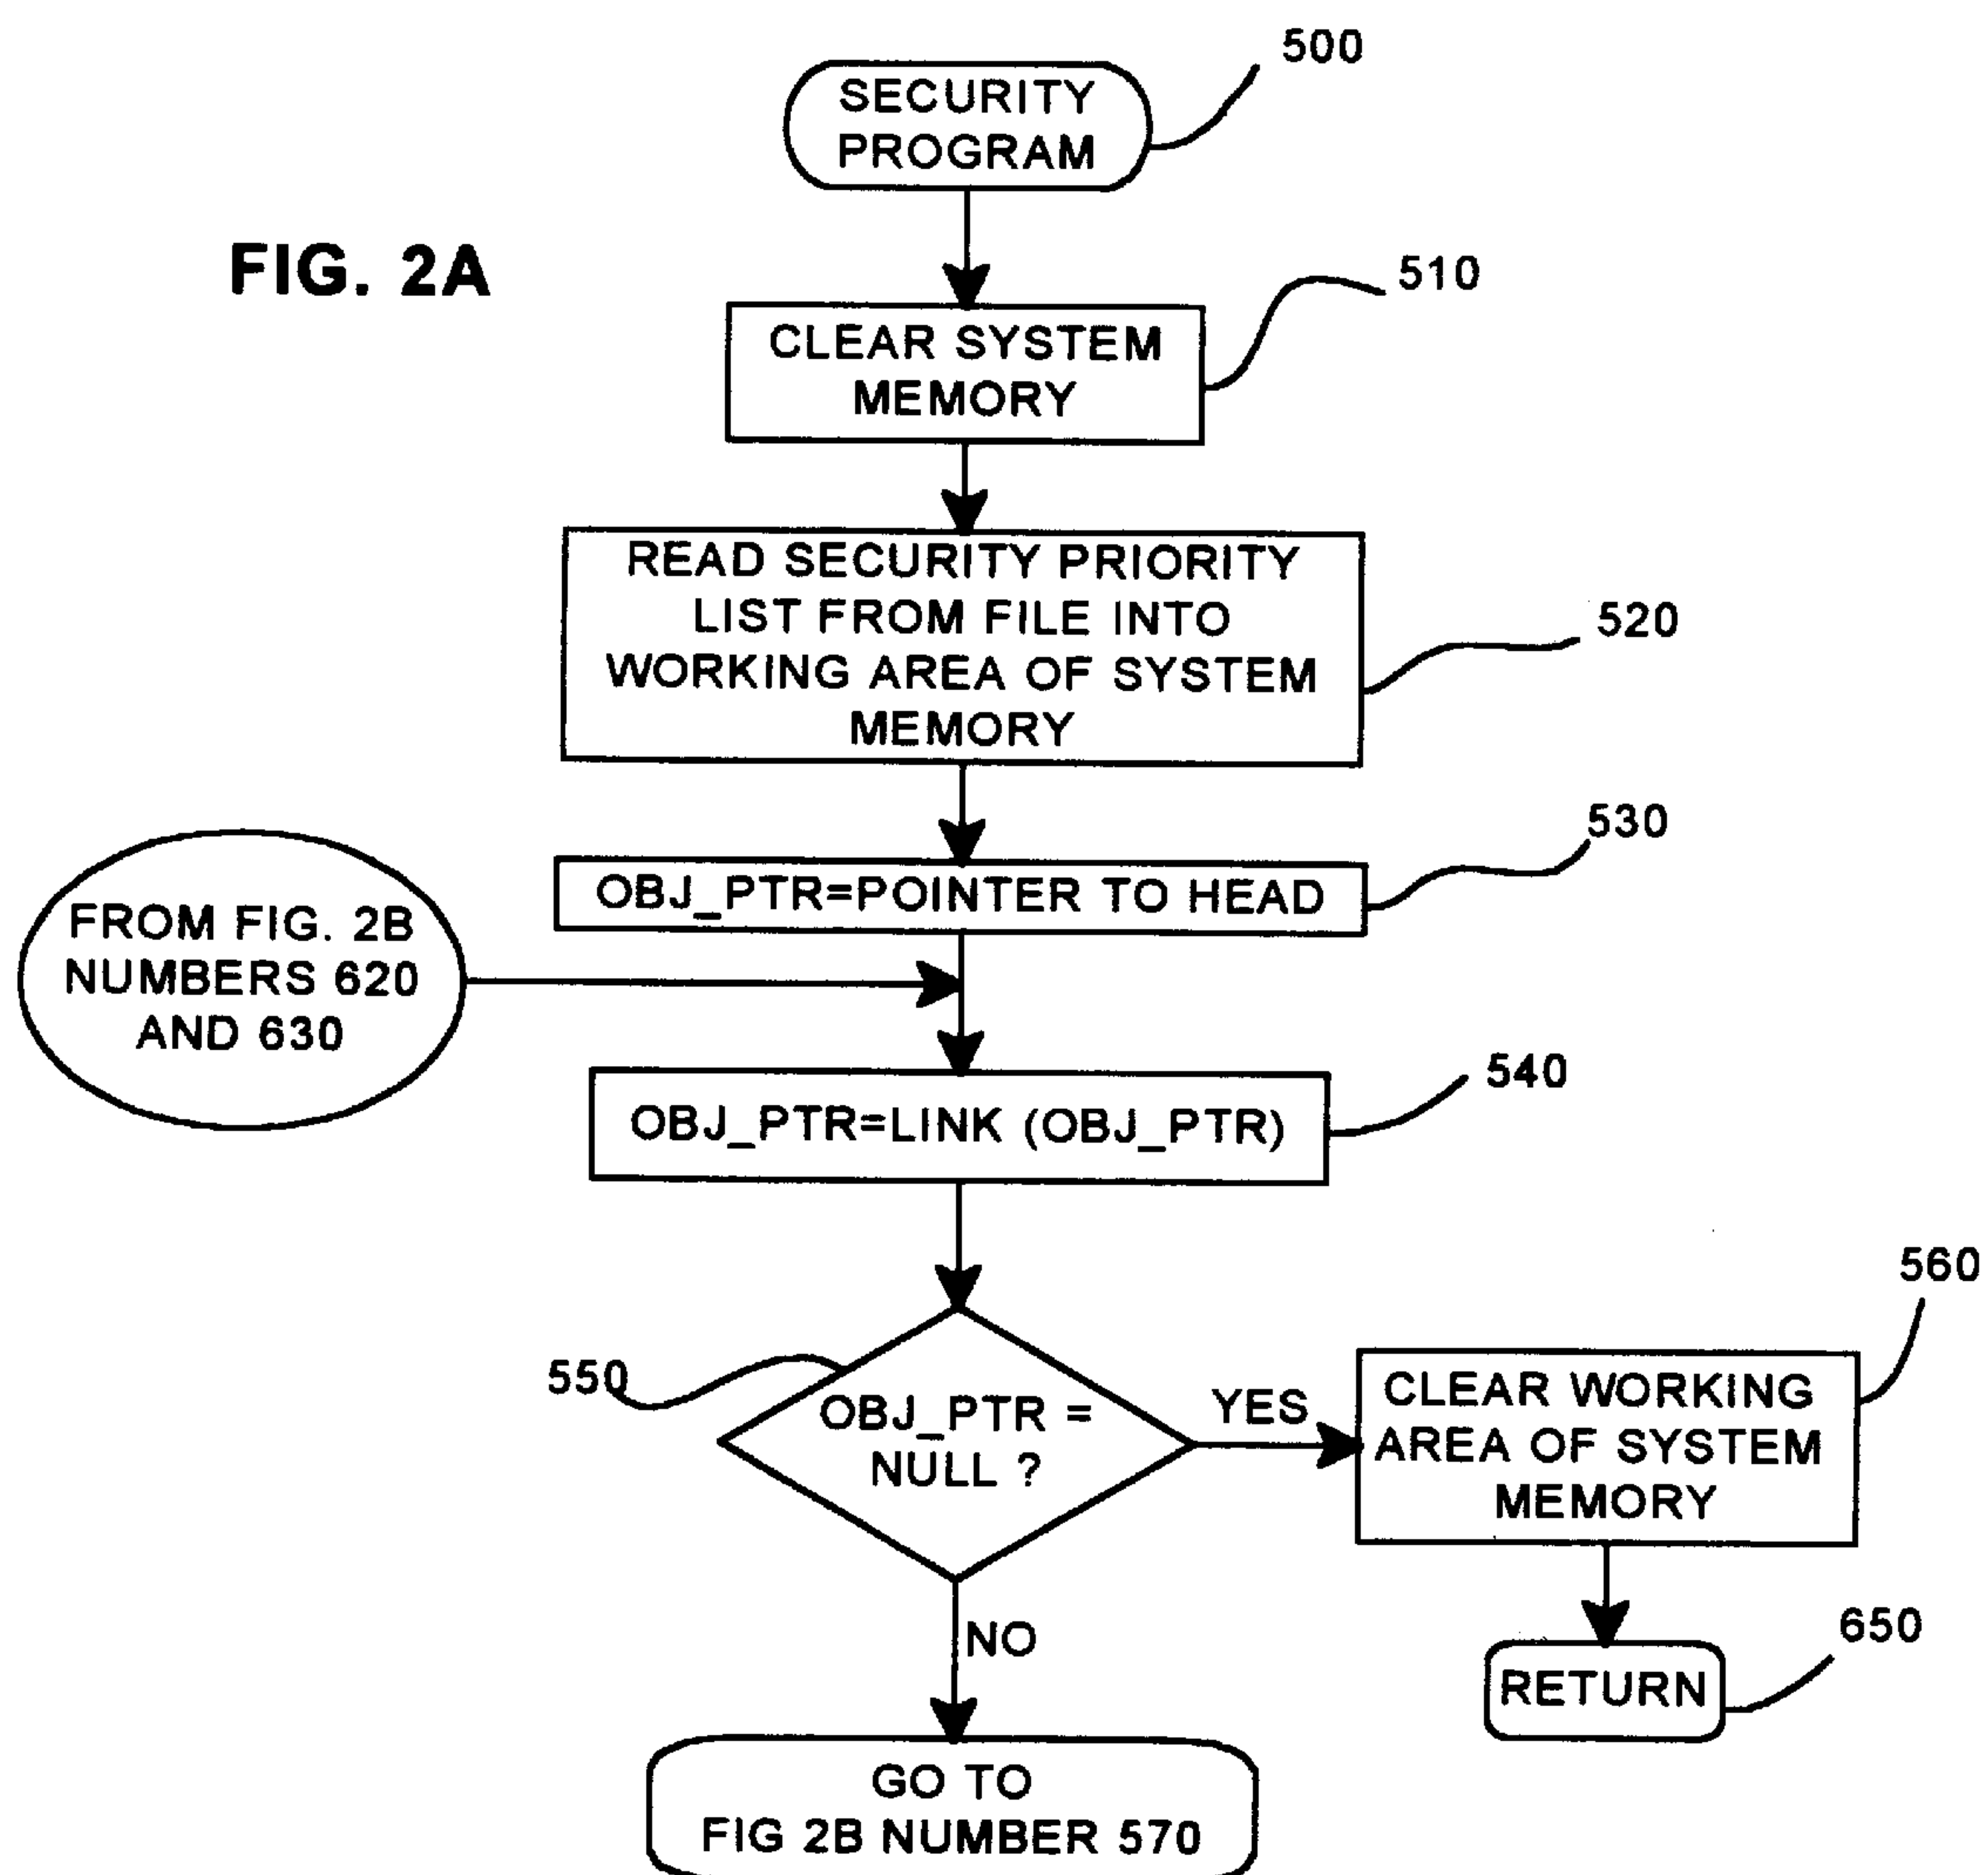 500
SECURITY
PROGRAM
FIG. 2A
510
CLEAR SYSTEM
MEMORY
READ SECURITY PRIORITY
LIST FROM FILE INTO
WORKING AREA OF SYSTEM
MEMORY
520
530
OBJ_PTR=POINTER TO HEAD
FROM FIG. 2B
NUMBERS 620
AND 630
540
OBJ_PTR=LINK (OBJ_PTR)
550
OBJ_PTR =
NULL ?
YES
560
CLEAR WORKING
AREA OF SYSTEM
MEMORY
NO
650
RETURN
GO TO
FIG 2B NUMBER 570